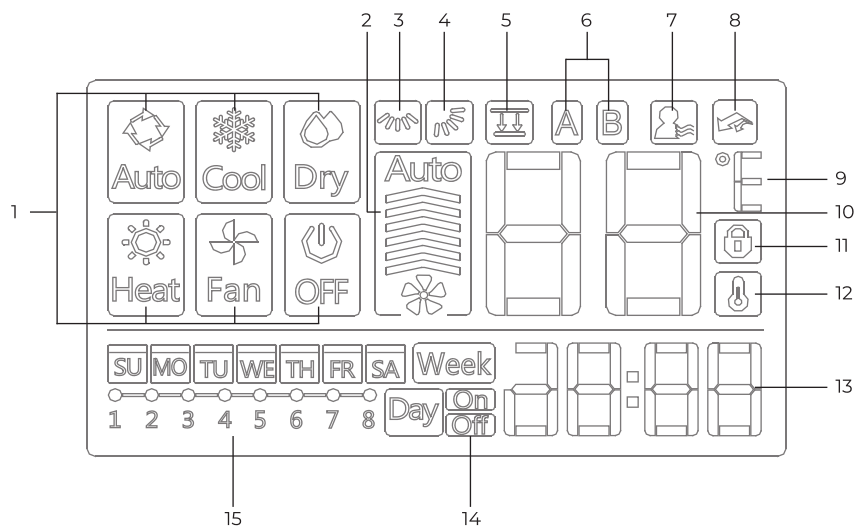 2 3 4 5 6 7 8
A B
Auto Cool Dry
Auto
9
1
10
11
Heat Fan OFF
12
SU MO TU WE TH FR SA Week
13
1 2 3 4 5 6 7 8
Day On
Off
15 14